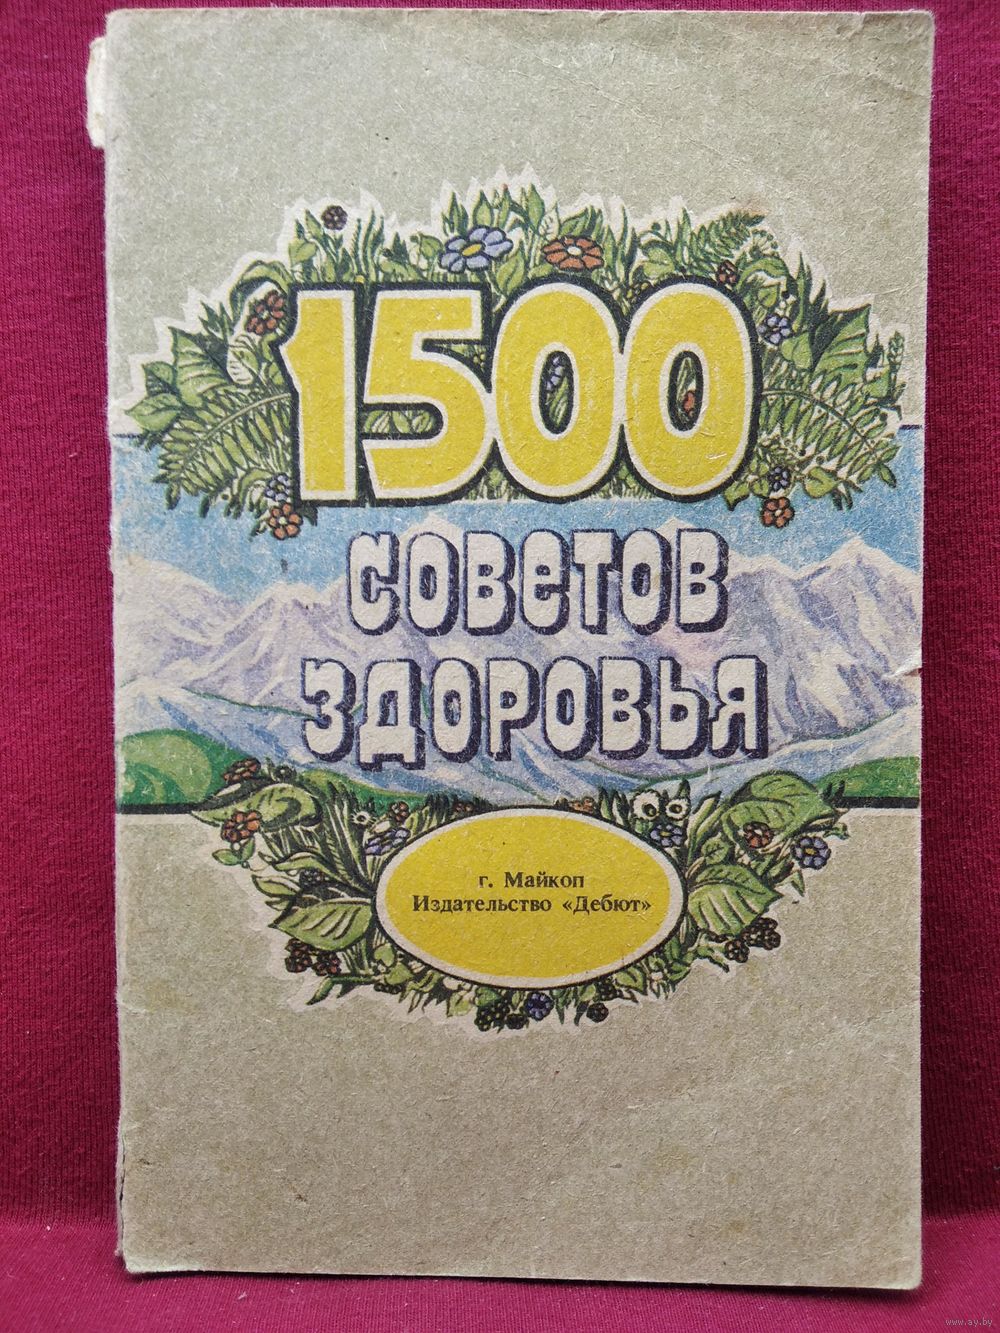 1500
СОВЕТОВ
ЗДОРОВЬЯ
г. Майкоп
Издательство «Дебют»
www.ay.by